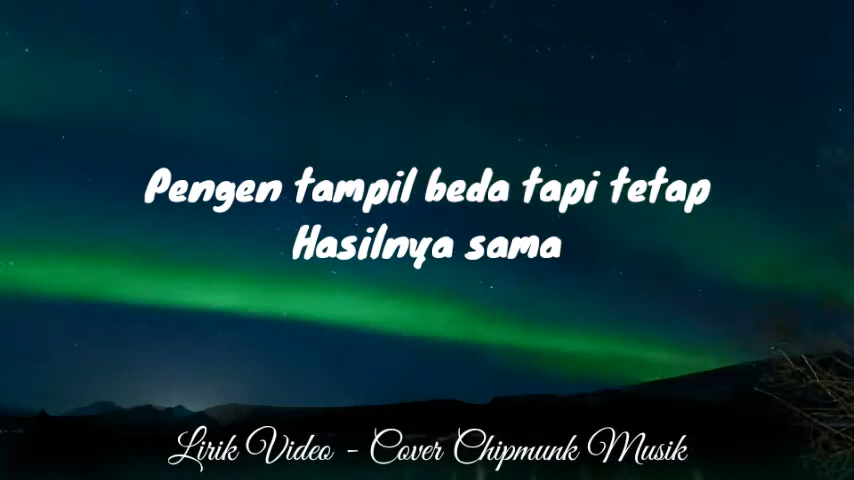 Pengen tampil beda tapi tetap
Hasilnya sama
Lirik Video - Cover Chipmunk Musik